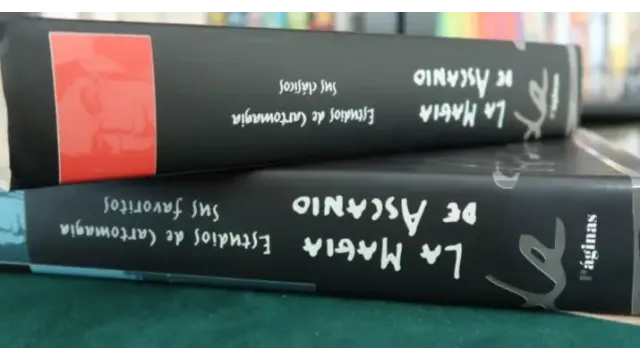 LA MAGIA
DE ASCANIO
Estudios de Cartomagia
Sus clásicos
LA MAGIA
DE ASCANIO
Estudios de Cartomagia
Sus favoritos
Páginas